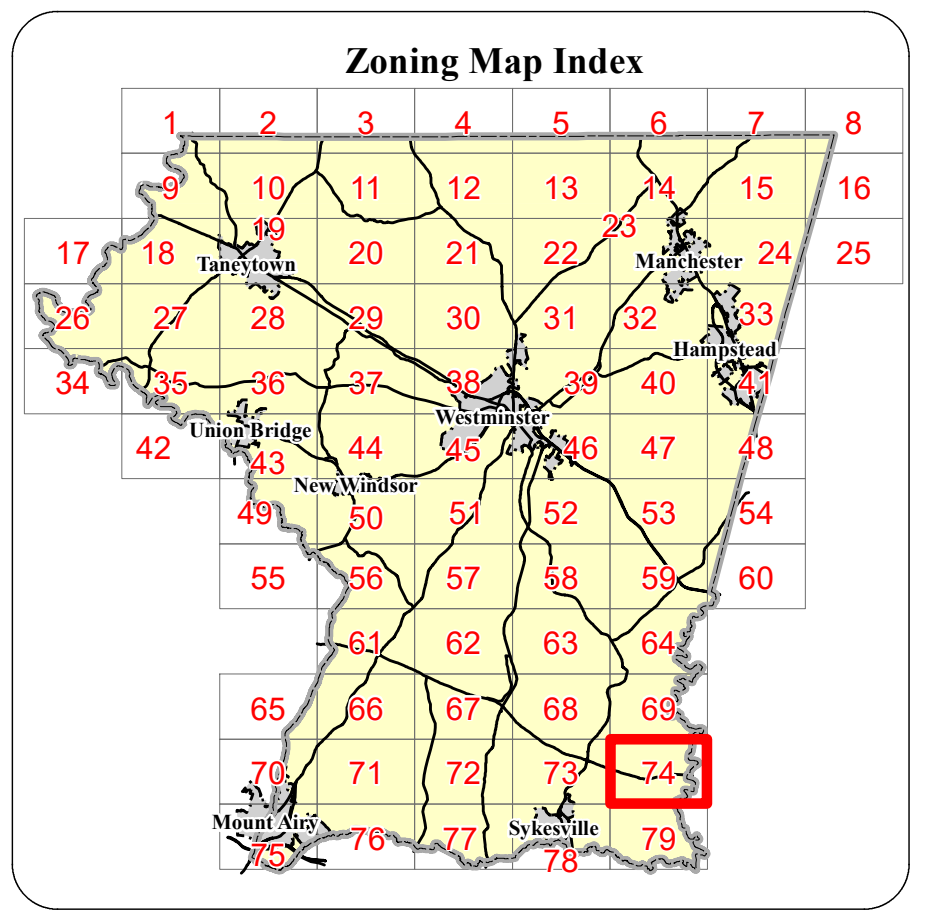 Zoning Map Index
1 2 3 4 5 6 7 8
9 10 11 12 13 14 15 16
19 23
17 18 20 21 22 24 25
Taneytown Manchester
26 27 28 29 30 31 32 33
Hampstead
34 35 36 37 38 39 40 41
Westminster
Union Bridge
42 43 44 45 46 47 48
New Windsor
49 50 51 52 53 54
55 56 57 58 59 60
61 62 63 64
65 66 67 68 69
70 71 72 73 74
Mount Airy Sykesville
75 76 77 78 79